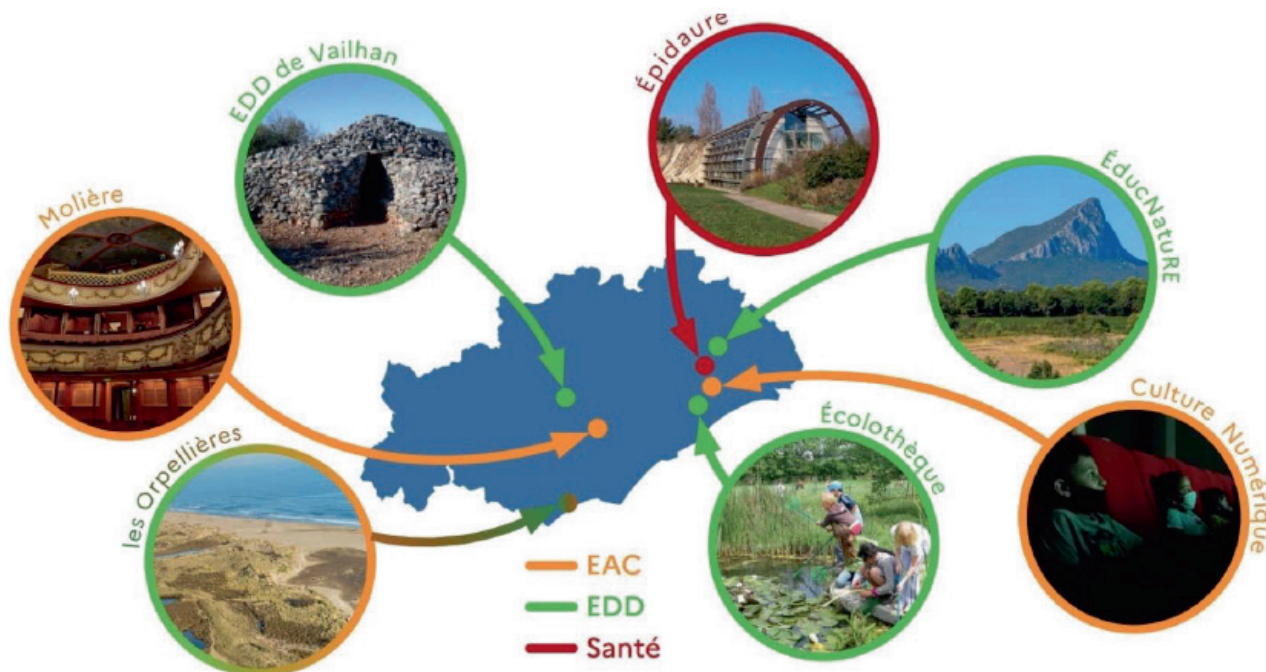 EDD de Vailhan
Épidaure
Molière
ÉducNatuRE
les Orpellières
Écolothèque
Culture Numérique
EAC
EDD
Santé